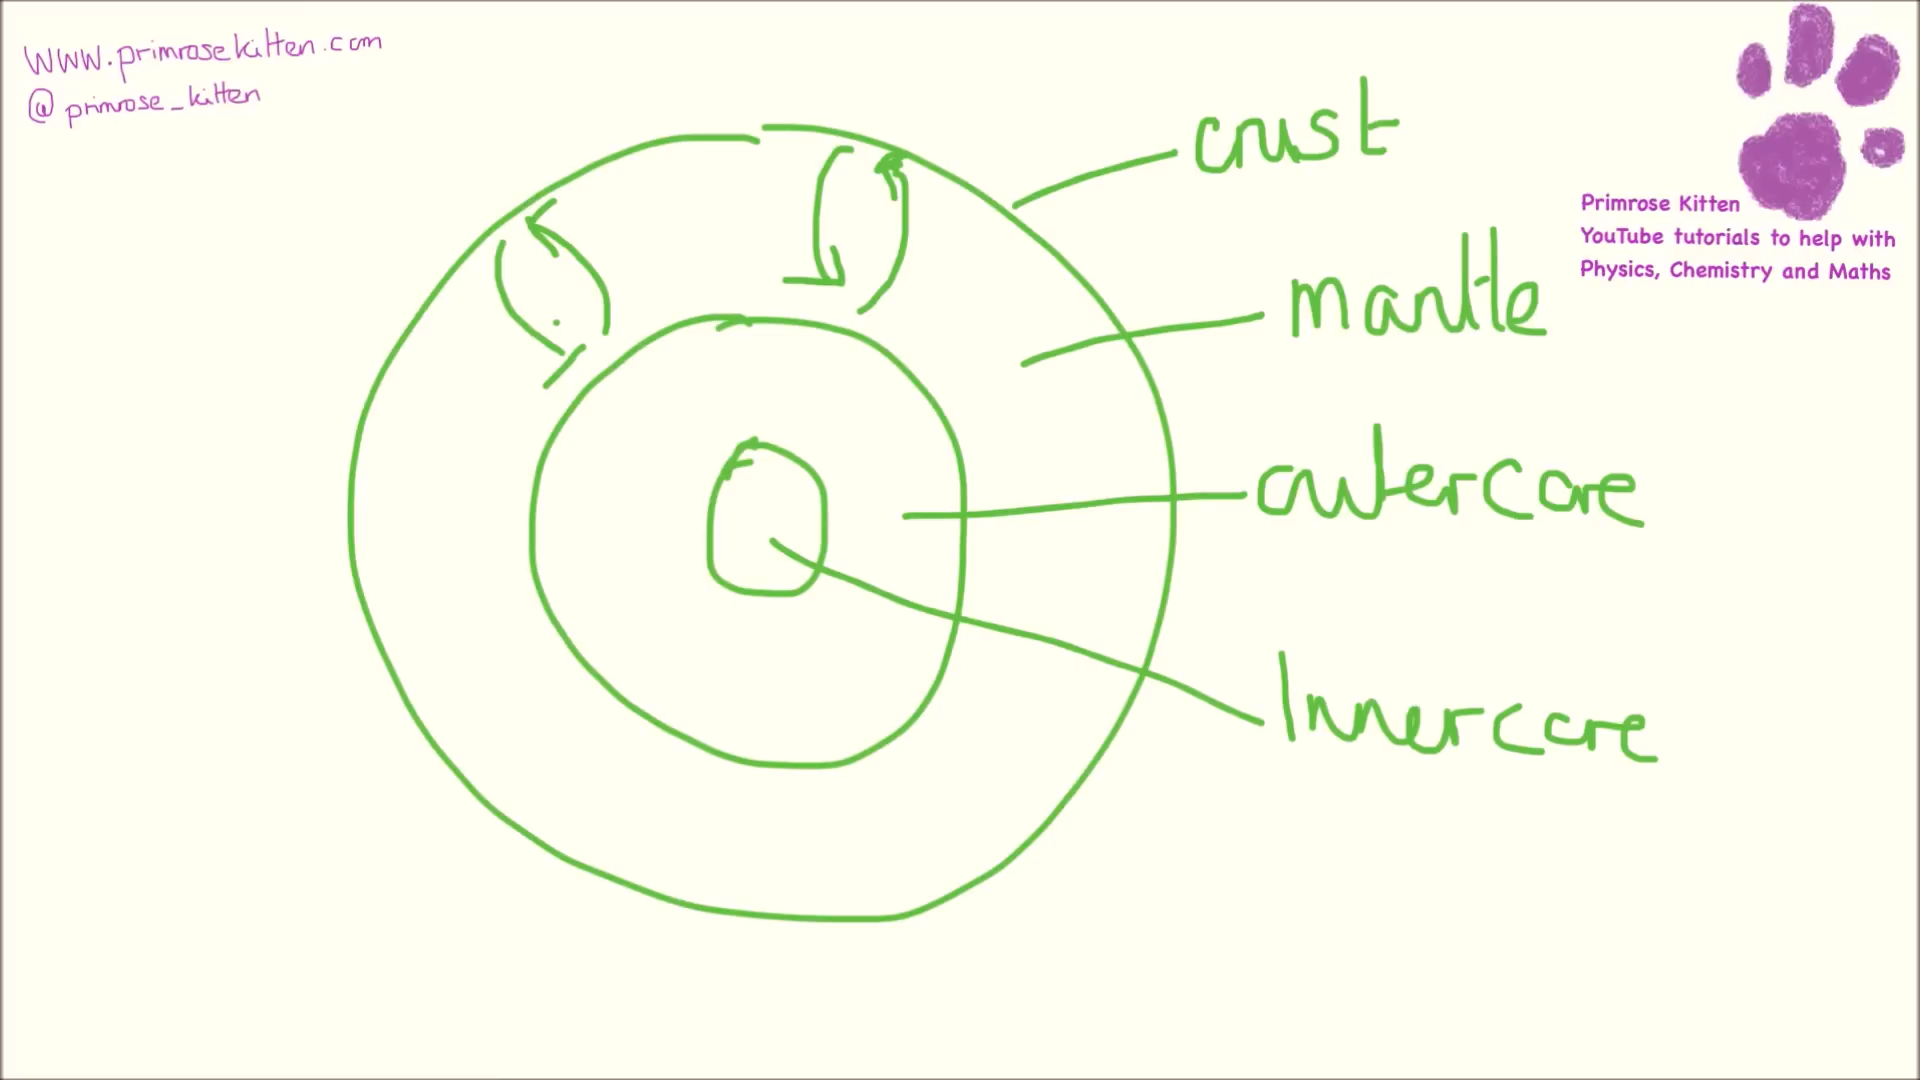 www.primrosekitten.com
@primrose_kitten
Primrose Kitten
YouTube tutorials to help with
Physics, Chemistry and Maths
crust
mantle
outercore
Innercore